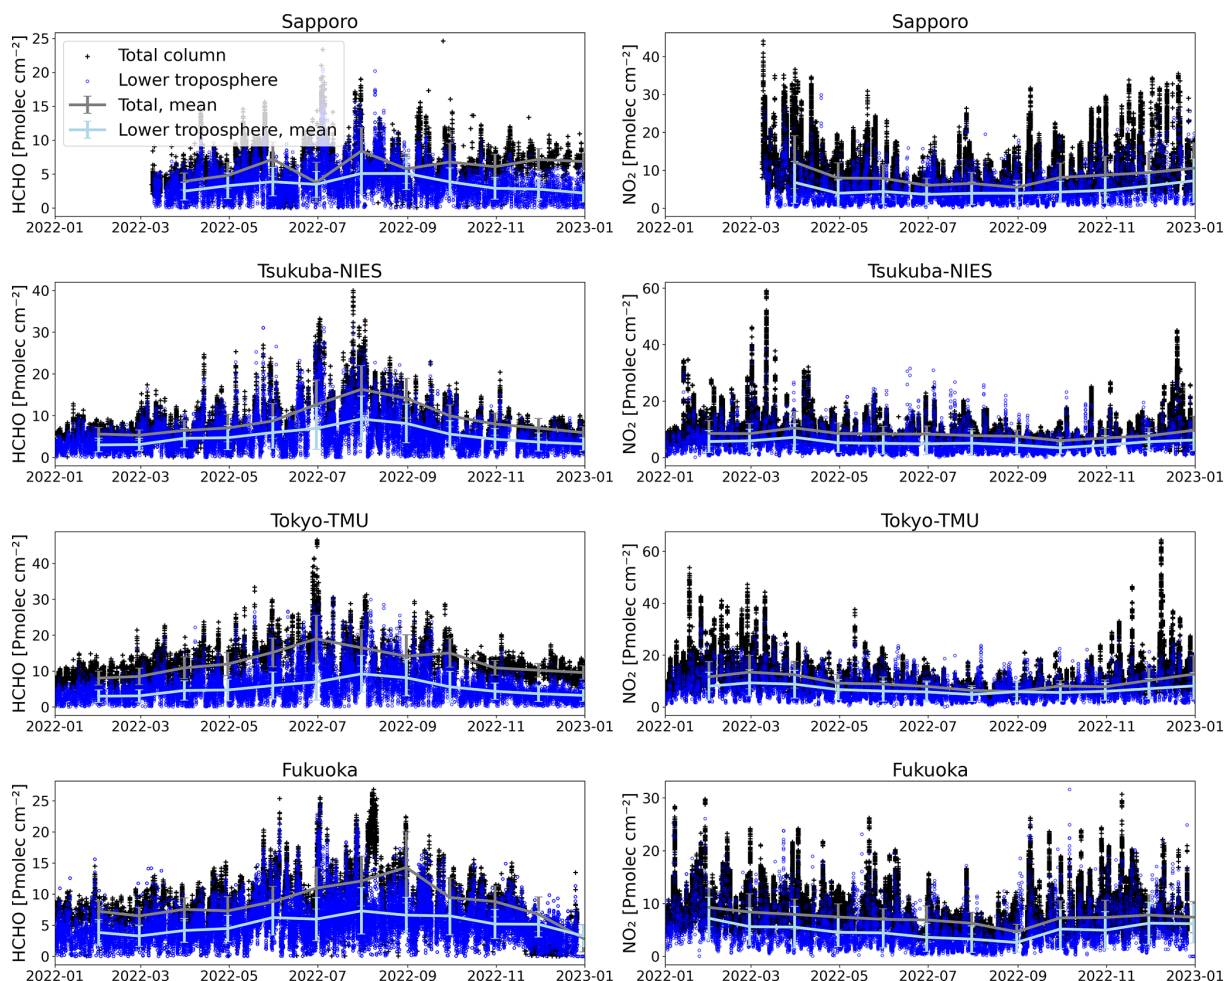 Sapporo
HCHO [Pmolec cm⁻²]
25
20
15
10
5
0
Total column
Lower troposphere
Total, mean
Lower troposphere, mean
2022-01 2022-03 2022-05 2022-07 2022-09 2022-11 2023-01
Sapporo
NO₂ [Pmolec cm⁻²]
40
30
20
10
0
2022-01 2022-03 2022-05 2022-07 2022-09 2022-11 2023-01
Tsukuba-NIES
HCHO [Pmolec cm⁻²]
40
30
20
10
0
2022-01 2022-03 2022-05 2022-07 2022-09 2022-11 2023-01
Tsukuba-NIES
NO₂ [Pmolec cm⁻²]
60
40
20
0
2022-01 2022-03 2022-05 2022-07 2022-09 2022-11 2023-01
Tokyo-TMU
HCHO [Pmolec cm⁻²]
40
30
20
10
0
2022-01 2022-03 2022-05 2022-07 2022-09 2022-11 2023-01
Tokyo-TMU
NO₂ [Pmolec cm⁻²]
60
40
20
0
2022-01 2022-03 2022-05 2022-07 2022-09 2022-11 2023-01
Fukuoka
HCHO [Pmolec cm⁻²]
25
20
15
10
5
0
2022-01 2022-03 2022-05 2022-07 2022-09 2022-11 2023-01
Fukuoka
NO₂ [Pmolec cm⁻²]
30
20
10
0
2022-01 2022-03 2022-05 2022-07 2022-09 2022-11 2023-01